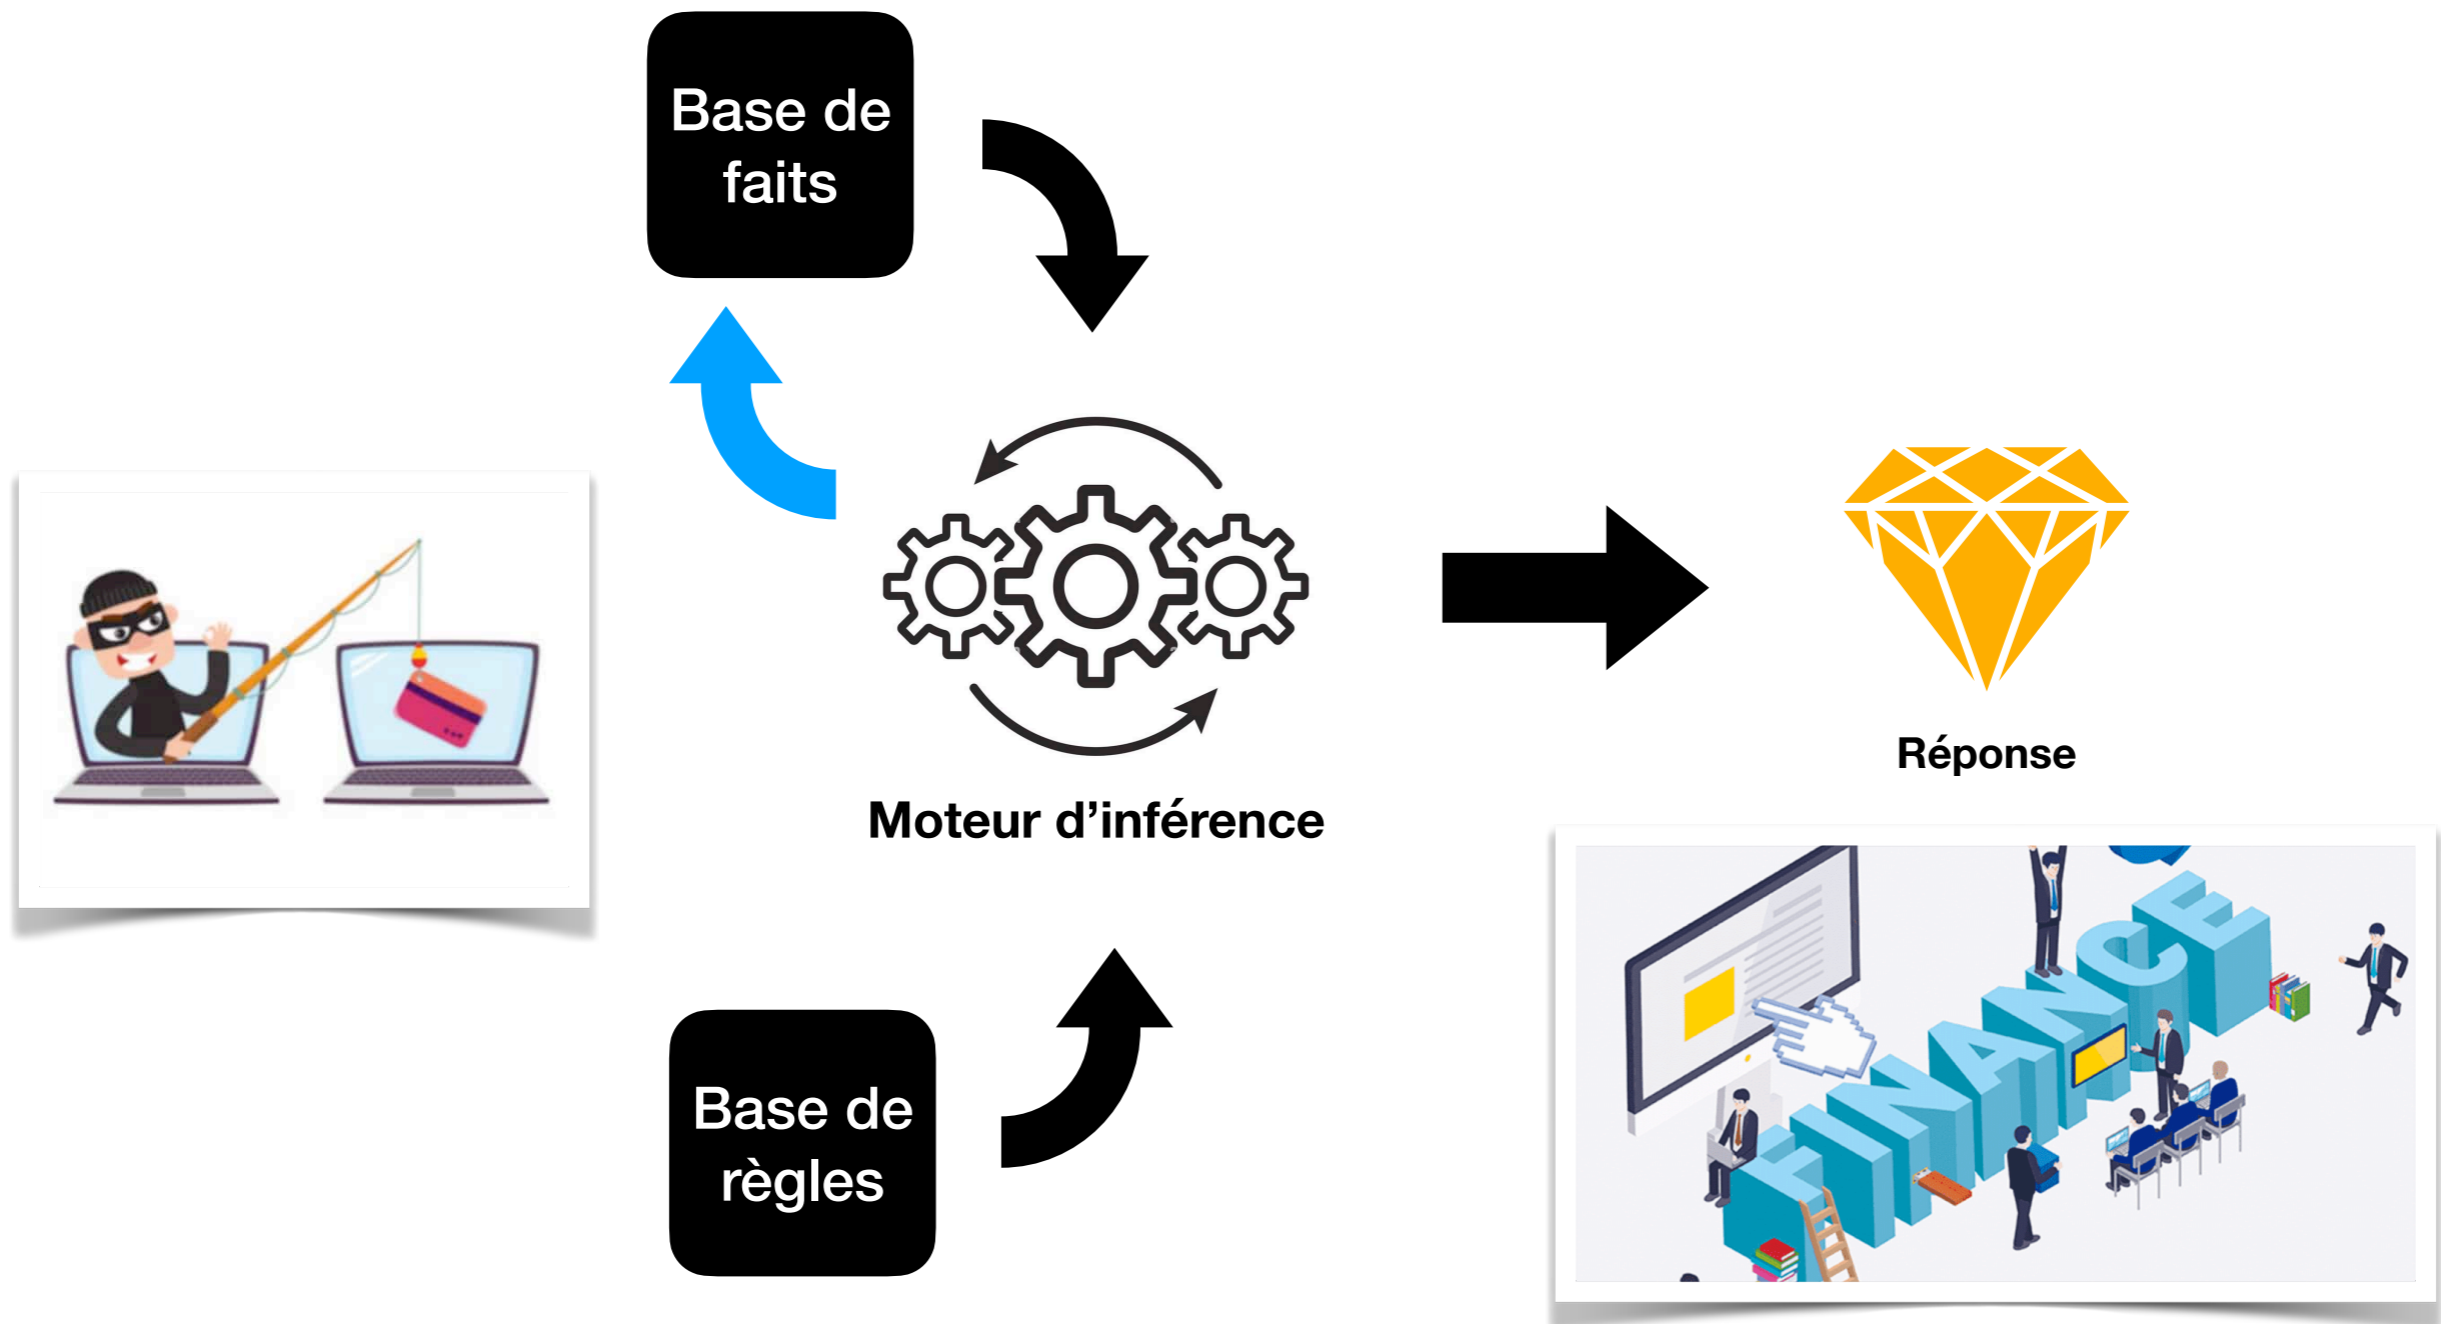 Base de
faits
Moteur d’inférence
Réponse
Base de
règles
FINANCE